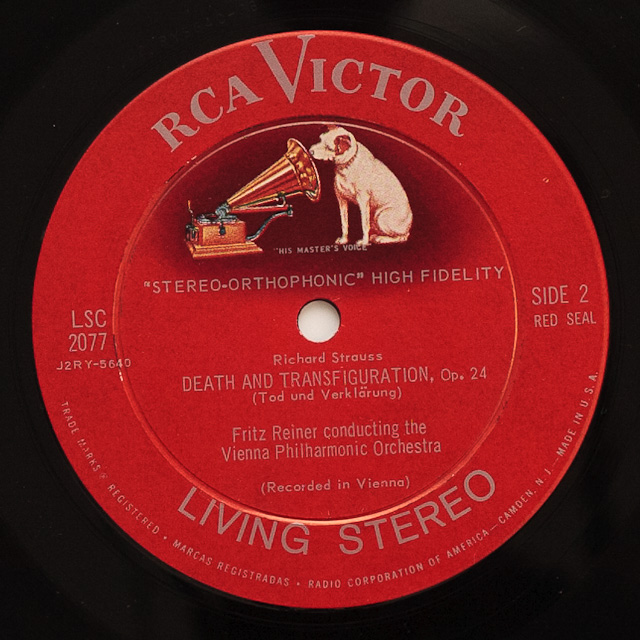 RCA VICTOR
"HIS MASTER'S VOICE"
"STEREO-ORTHOPHONIC" HIGH FIDELITY
LSC
2077
J2RY-5640
SIDE 2
RED SEAL
Richard Strauss
DEATH AND TRANSFIGURATION, Op. 24
(Tod und Verklärung)
Fritz Reiner conducting the
Vienna Philharmonic Orchestra
(Recorded in Vienna)
LIVING STEREO
TRADE MARKS ® REGISTERED • MARCAS REGISTRADAS • RADIO CORPORATION OF AMERICA—CAMDEN, N.J. MADE IN U.S.A.